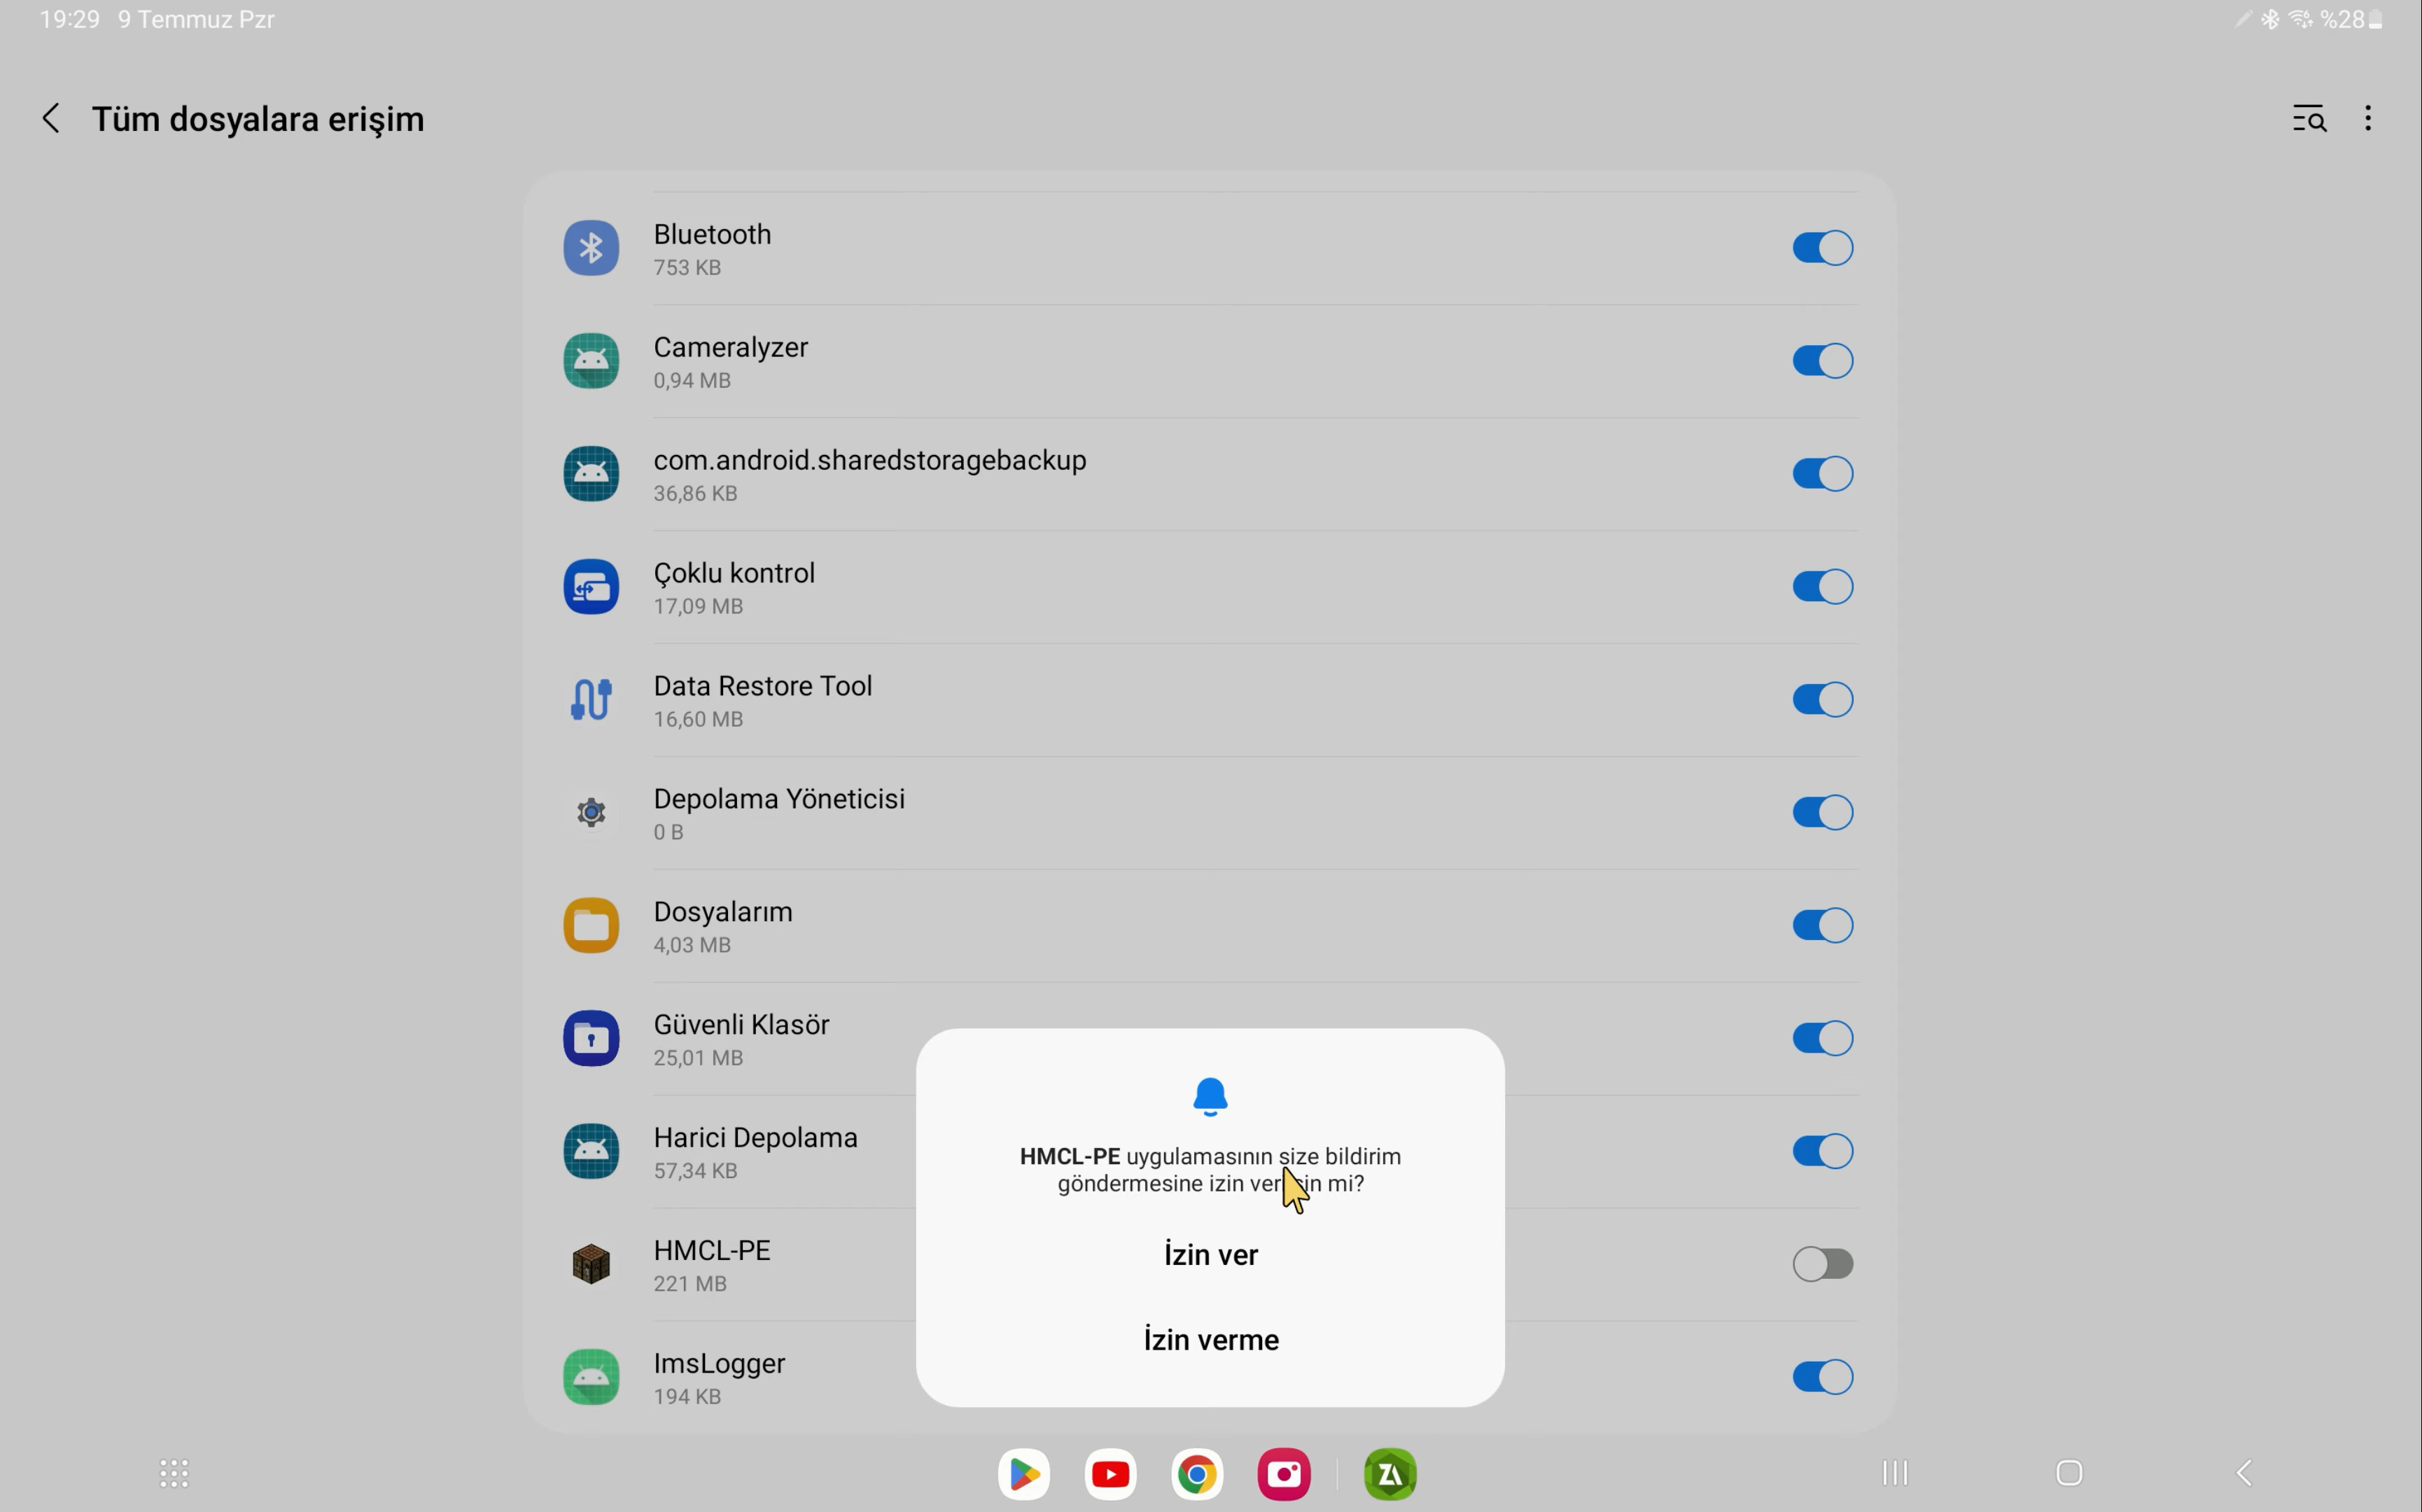 19:29 9 Temmuz Pzr
%28
Tüm dosyalara erişim
Bluetooth
753 KB
Cameralyzer
0,94 MB
com.android.sharedstoragebackup
36,86 KB
Çoklu kontrol
17,09 MB
Data Restore Tool
16,60 MB
Depolama Yöneticisi
0 B
Dosyalarım
4,03 MB
Güvenli Klasör
25,01 MB
Harici Depolama
57,34 KB
HMCL-PE
221 MB
ImsLogger
194 KB
HMCL-PE uygulamasının size bildirim
göndermesine izin mi?
İzin ver
İzin verme